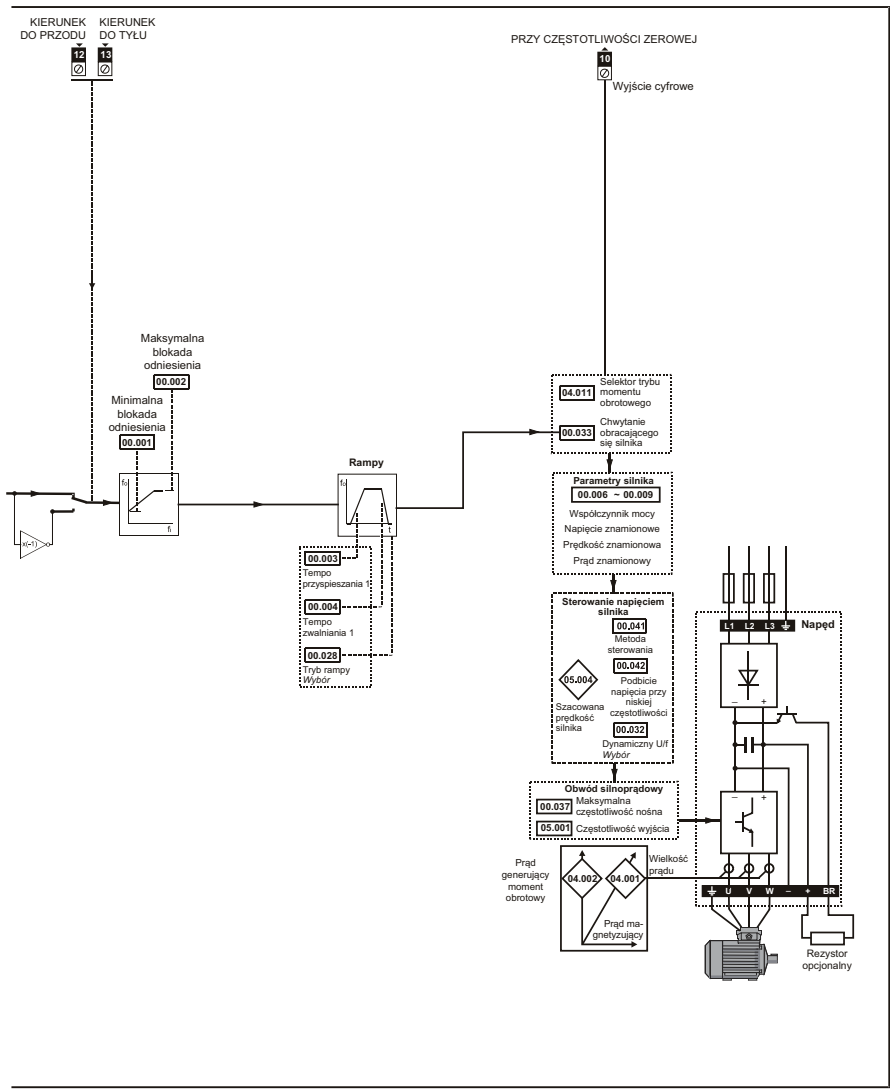 KIERUNEK
DO PRZODU
KIERUNEK
DO TYŁU
12
13
PRZY CZĘSTOTLIWOŚCI ZEROWEJ
10
Wyjście cyfrowe
Maksymalna
blokada
odniesienia
00.002
Minimalna
blokada
odniesienia
00.001
x(-1)
Rampy
t
00.003
Tempo
przyspieszania 1
00.004
Tempo
zwalniania 1
00.028
Tryb rampy
Wybór
04.011
Selektor trybu
momentu
obrotowego
00.033
Chwytanie
obracającego
się silnika
Parametry silnika
00.006 ~ 00.009
Współczynnik mocy
Napięcie znamionowe
Prędkość znamionowa
Prąd znamionowy
Sterowanie napięciem
silnika
00.041
Metoda
sterowania
00.042
Podbicie
napięcia przy
niskiej
częstotliwości
05.004
Szacowana
prędkość
silnika
00.032
Dynamiczny U/f
Wybór
Obwód silnoprądowy
00.037
Maksymalna
częstotliwość nośna
05.001
Częstotliwość wyjścia
Prąd
generujący
moment
obrotowy
04.002
04.001
Wielkość
prądu
Prąd ma-
gnetyzujący
L1 L2 L3
Napęd
– +
– +
U V W – + BR
Rezystor
opcjonalny